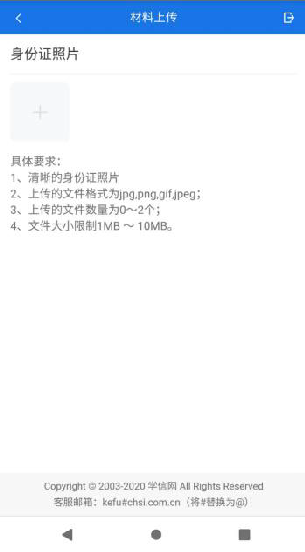 材料上传
身份证照片
具体要求：
1、清晰的身份证照片
2、上传的文件格式为jpg,png,gif,jpeg；
3、上传的文件数量为0～2个；
4、文件大小限制1MB ～ 10MB。
Copyright © 2003-2020 学信网 All Rights Reserved
客服邮箱：kefu#chsi.com.cn（将#替换为@）